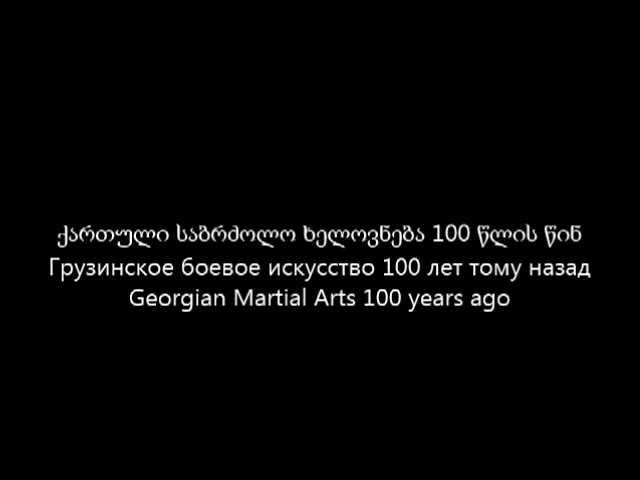 ქართული საბრძოლო ხელოვნება 100 წლის წინ
Грузинское боевое искусство 100 лет тому назад
Georgian Martial Arts 100 years ago